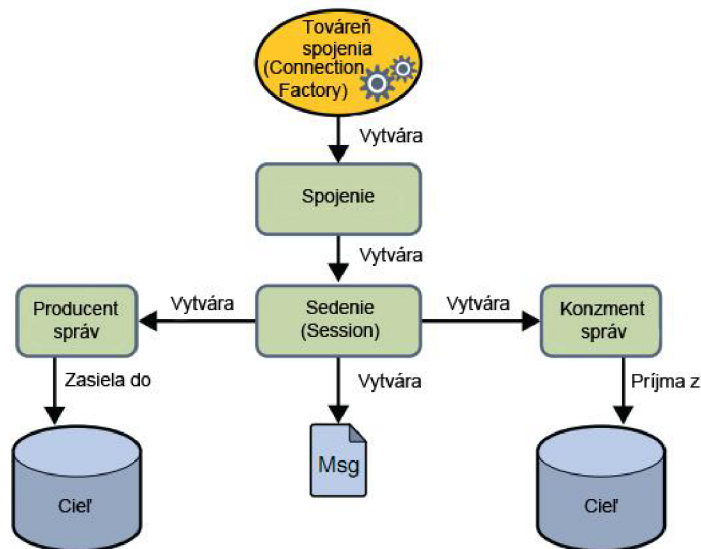 Továreň
spojenia
(Connection
Factory)
Vytvára
Spojenie
Vytvára
Producent
správ
Vytvára
Sedenie
(Session)
Vytvára
Konzment
správ
Zasiela do
Vytvára
Príjma z
Msg
Cieľ
Cieľ